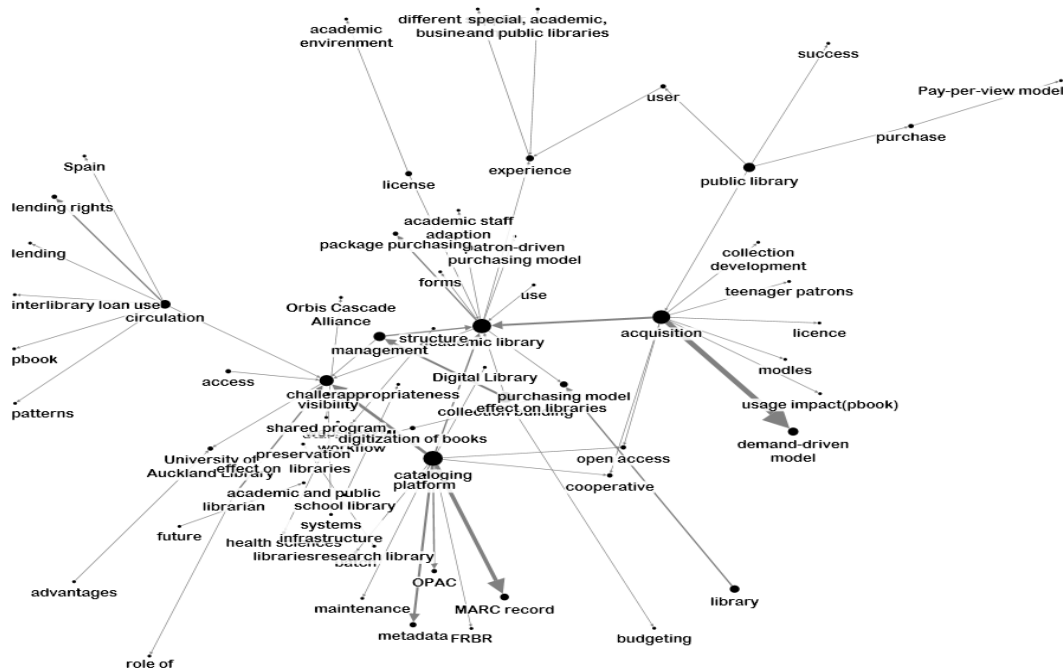 academic
envirenment
different special, academic,
busineand public libraries
success
user
Pay-per-view model
purchase
Spain
experience
public library
license
lending rights
academic staff
adaption
package purchasing
patron-driven
purchasing model
lending
collection
development
forms
teenager patrons
use
Orbis Cascade
Alliance
interlibrary loan use
circulation
acquisition
licence
structure
management
academic library
pbook
modles
Digital Library
access
appropriateness
purchasing model
visibility
effect on libraries
usage impact(pbook)
patterns
shared program
digitization of books
workflow
demand-driven
model
preservation
University of
Auckland Library
effect on libraries
open access
cataloging
platform
cooperative
academic and public
librarian
school library
systems
infrastructure
future
health sciences
libraries
research library
OPAC
advantages
maintenance
MARC record
library
metadata
FRBR
budgeting
role of